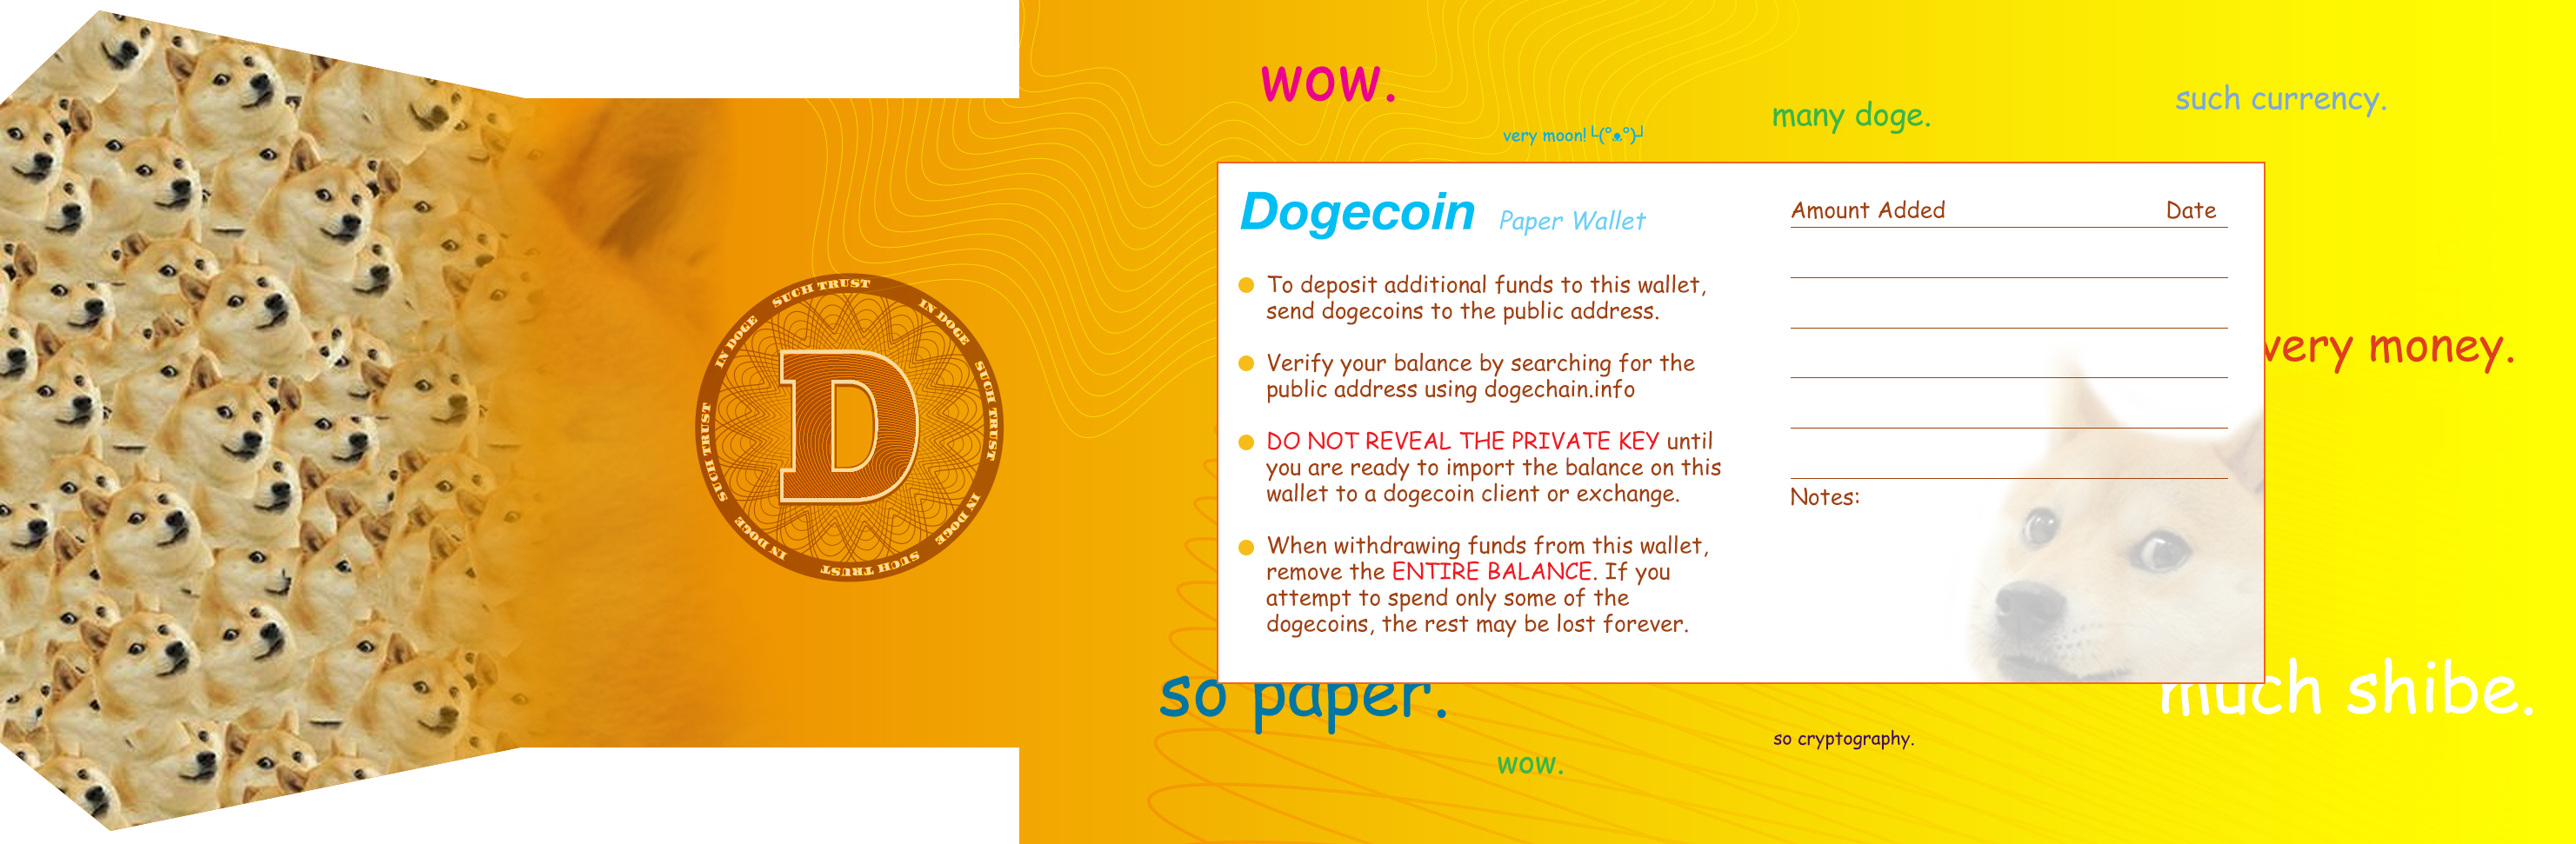 wow.
very moon! └(°ᴥ°)┘
many doge.
such currency.
Dogecoin Paper Wallet
To deposit additional funds to this wallet,
send dogecoins to the public address.
Verify your balance by searching for the
public address using dogechain.info
DO NOT REVEAL THE PRIVATE KEY until
you are ready to import the balance on this
wallet to a dogecoin client or exchange.
When withdrawing funds from this wallet,
remove the ENTIRE BALANCE. If you
attempt to spend only some of the
dogecoins, the rest may be lost forever.
Amount Added Date
Notes:
very money.
so paper.
much shibe.
wow.
so cryptography.
SUCH TRUST IN DOGE SUCH TRUST IN DOGE SUCH TRUST IN DOGE SUCH TRUST IN DOGE
D